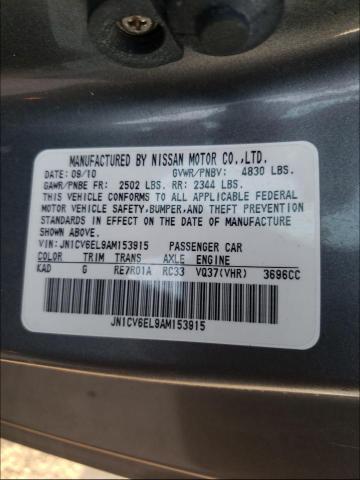 MANUFACTURED BY NISSAN MOTOR CO.,LTD.
DATE: 09/10 GVWR/PNBV: 4830 LBS.
GAWR/PNBE FR: 2502 LBS. RR: 2344 LBS.
THIS VEHICLE CONFORMS TO ALL APPLICABLE FEDERAL
MOTOR VEHICLE SAFETY,BUMPER,AND THEFT PREVENTION
STANDARDS IN EFFECT ON THE DATE OF MANUFACTURE
SHOWN ABOVE.
VIN: JN1CV6EL9AM153915 PASSENGER CAR
COLOR TRIM TRANS AXLE ENGINE
KAD G RE7R01A RC33 VQ37(VHR) 3696CC
JN1CV6EL9AM153915